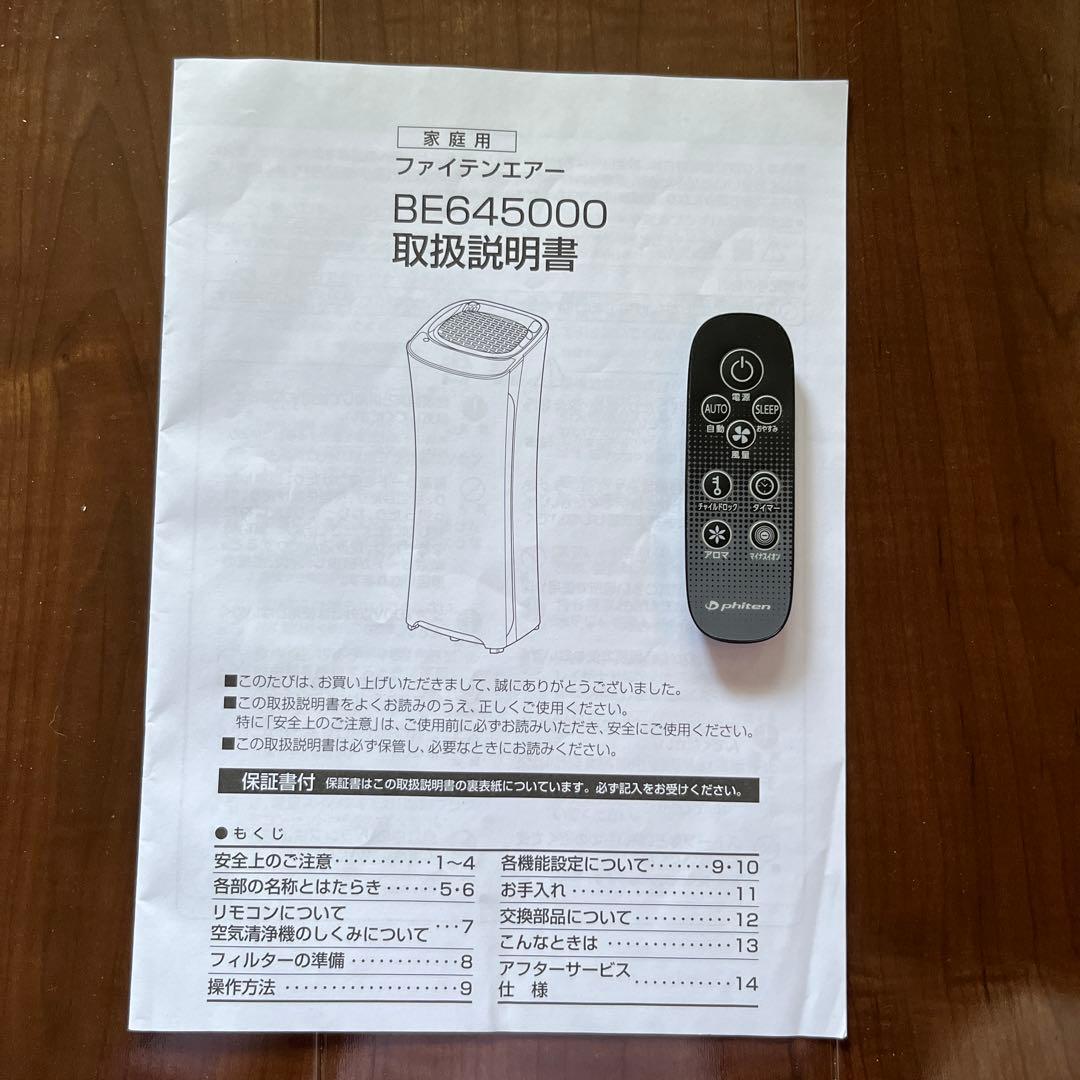 家庭用
ファイテンエアー
BE645000
取扱説明書
■このたびは、お買い上げいただきまして、誠にありがとうございました。
■この取扱説明書をよくお読みのうえ、正しくご使用ください。
特に「安全上のご注意」は、ご使用前に必ずお読みいただき、安全にご使用ください。
■この取扱説明書は必ず保管し、必要なときにお読みください。
保証書付 保証書はこの取扱説明書の裏表紙についています。必ず記入をお受けください。
●もくじ
安全上のご注意・・・・・・・・・・・1〜4
各部の名称とはたらき・・・・・・5・6
リモコンについて
空気清浄機のしくみについて・・・7
フィルターの準備・・・・・・・・・・・・8
操作方法・・・・・・・・・・・・・・・・・・・9
各機能設定について・・・・・・・9・10
お手入れ・・・・・・・・・・・・・・・・・11
交換部品について・・・・・・・・・・・12
こんなときは・・・・・・・・・・・・・・13
アフターサービス
仕様・・・・・・・・・・・14
電源
AUTO SLEEP
自動 おやすみ
風量
チャイルドロック タイマー
アロマ マイナスイオン
phiten